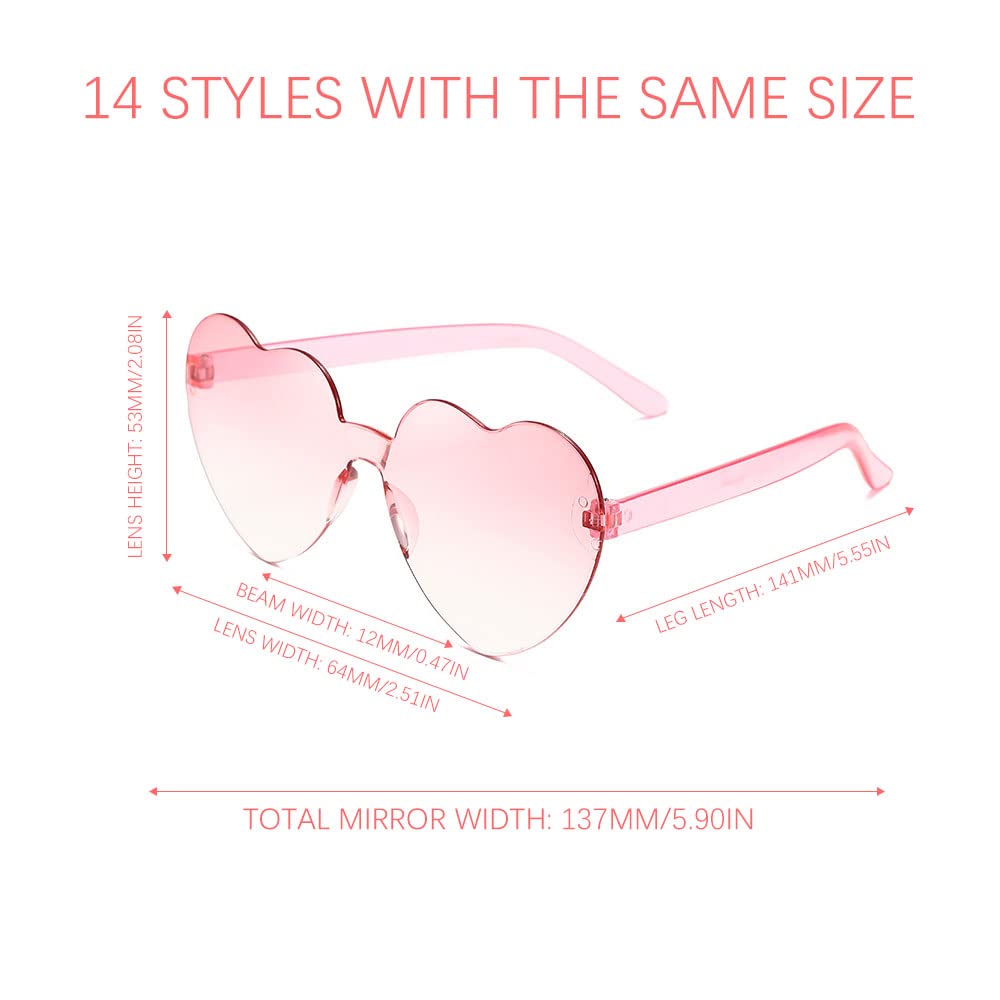 14 STYLES WITH THE SAME SIZE
LENS HEIGHT: 53MM/2.08IN
BEAM WIDTH: 12MM/0.47IN
LENS WIDTH: 64MM/2.51IN
LEG LENGTH: 141MM/5.55IN
TOTAL MIRROR WIDTH: 137MM/5.90IN